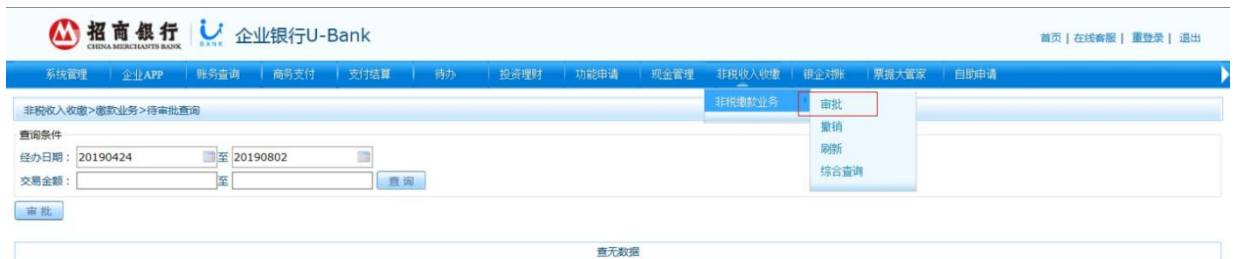 招商银行 CHINA MERCHANTS BANK U BANK 企业银行U-Bank 首页 | 在线客服 | 重登录 | 退出
系统管理 企业APP 账务查询 商务支付 支付结算 待办 投资理财 功能申请 现金管理 非税收入收缴 银企对账 票据大管家 自助申请
非税收入收缴>缴款业务>待审批查询 非税缴款业务 审批
撤销
查询条件
刷新
经办日期： 20190424 至 20190802
综合查询
交易金额： 至 查 询
审 批
查无数据